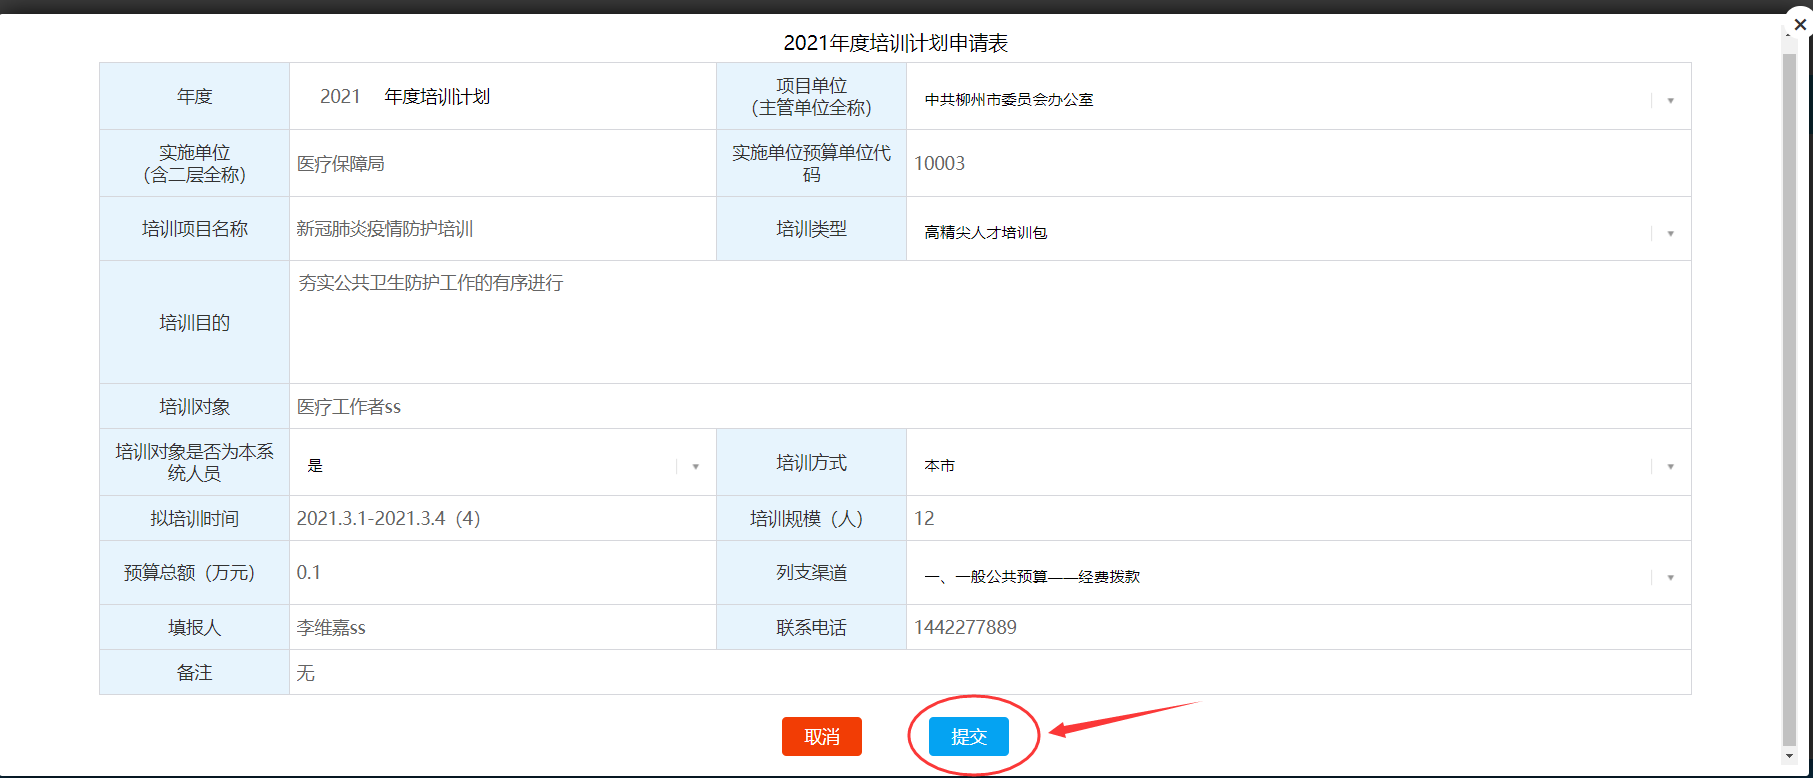 2021年度培训计划申请表
年度
2021 年度培训计划
项目单位
（主管单位全称）
中共柳州市委员会办公室
实施单位
（含二层全称）
医疗保障局
实施单位预算单位代
码
10003
培训项目名称
新冠肺炎疫情防护培训
培训类型
高精尖人才培训包
培训目的
夯实公共卫生防护工作的有序进行
培训对象
医疗工作者ss
培训对象是否为本系
统人员
是
培训方式
本市
拟培训时间
2021.3.1-2021.3.4（4）
培训规模（人）
12
预算总额（万元）
0.1
列支渠道
一、一般公共预算——经费拨款
填报人
李维嘉ss
联系电话
1442277889
备注
无
取消
提交